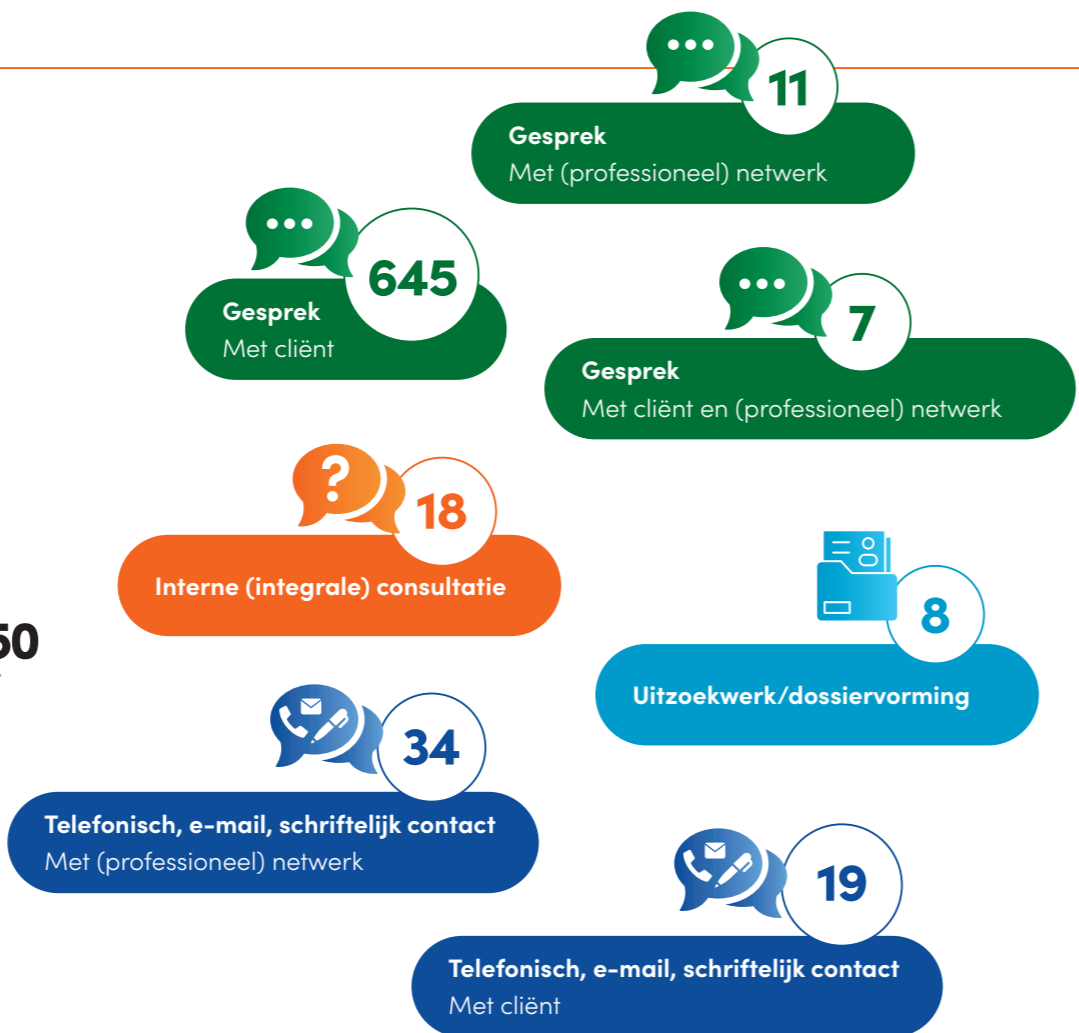 11
Gesprek
Met (professioneel) netwerk
645
Gesprek
Met cliënt
7
Gesprek
Met cliënt en (professioneel) netwerk
?
18
Interne (integrale) consultatie
8
Uitzoekwerk/dossiervorming
50
34
Telefonisch, e-mail, schriftelijk contact
Met (professioneel) netwerk
19
Telefonisch, e-mail, schriftelijk contact
Met cliënt